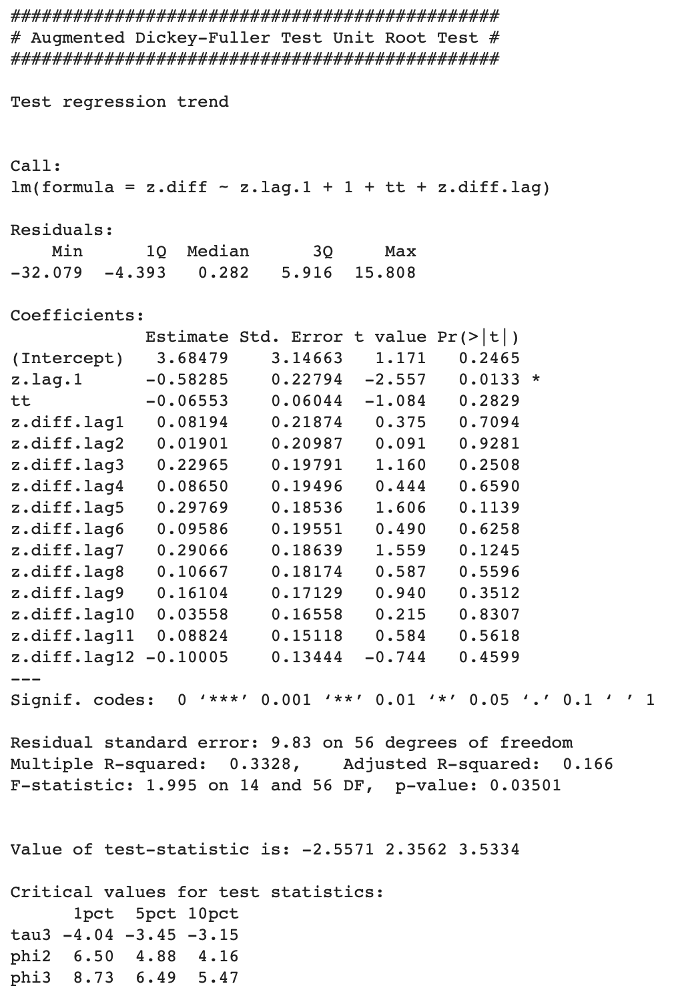 ###############################################
# Augmented Dickey-Fuller Test Unit Root Test #
###############################################
Test regression trend
Call:
lm(formula = z.diff ~ z.lag.1 + 1 + tt + z.diff.lag)
Residuals:
    Min      1Q  Median      3Q     Max
-32.079  -4.393   0.282   5.916  15.808
Coefficients:
             Estimate Std. Error t value Pr(>|t|)
(Intercept)   3.68479    3.14663   1.171   0.2465
z.lag.1      -0.58285    0.22794  -2.557   0.0133 *
tt           -0.06553    0.06044  -1.084   0.2829
z.diff.lag1   0.08194    0.21874   0.375   0.7094
z.diff.lag2   0.01901    0.20987   0.091   0.9281
z.diff.lag3   0.22965    0.19791   1.160   0.2508
z.diff.lag4   0.08650    0.19496   0.444   0.6590
z.diff.lag5   0.29769    0.18536   1.606   0.1139
z.diff.lag6   0.09586    0.19551   0.490   0.6258
z.diff.lag7   0.29066    0.18639   1.559   0.1245
z.diff.lag8   0.10667    0.18174   0.587   0.5596
z.diff.lag9   0.16104    0.17129   0.940   0.3512
z.diff.lag10  0.03558    0.16558   0.215   0.8307
z.diff.lag11  0.08824    0.15118   0.584   0.5618
z.diff.lag12 -0.10005    0.13444  -0.744   0.4599
---
Signif. codes:  0 ‘***’ 0.001 ‘**’ 0.01 ‘*’ 0.05 ‘.’ 0.1 ‘ ’ 1
Residual standard error: 9.83 on 56 degrees of freedom
Multiple R-squared:  0.3328,    Adjusted R-squared:  0.166
F-statistic: 1.995 on 14 and 56 DF,  p-value: 0.03501
Value of test-statistic is: -2.5571 2.3562 3.5334
Critical values for test statistics:
      1pct  5pct 10pct
tau3 -4.04 -3.45 -3.15
phi2  6.50  4.88  4.16
phi3  8.73  6.49  5.47